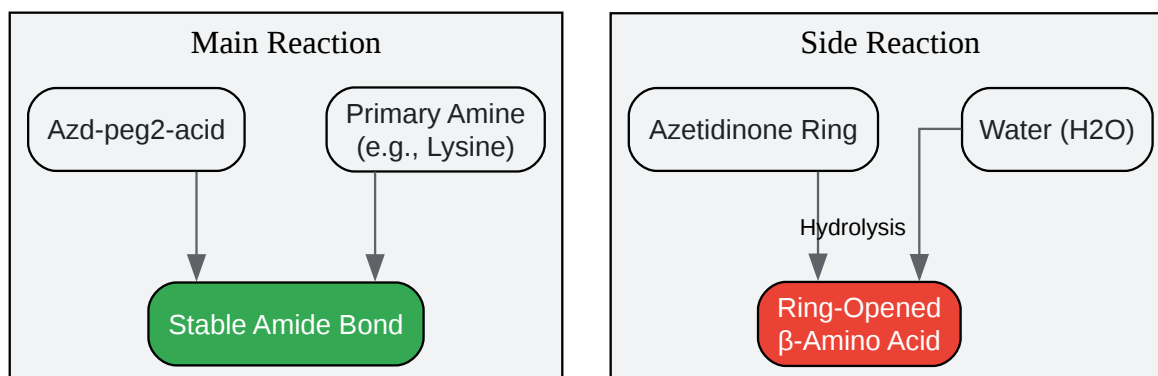 Main Reaction
Azd-peg2-acid
Primary Amine
(e.g., Lysine)
Stable Amide Bond
Side Reaction
Azetidinone Ring
Water (H2O)
Hydrolysis
Ring-Opened
β-Amino Acid